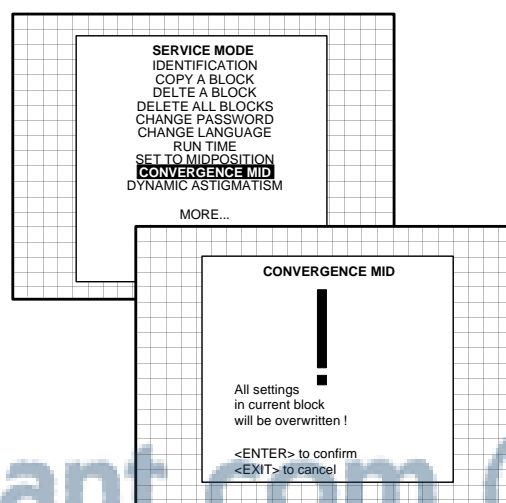 SERVICE MODE
IDENTIFICATION
COPY A BLOCK
DELTE A BLOCK
DELETE ALL BLOCKS
CHANGE PASSWORD
CHANGE LANGUAGE
RUN TIME
SET TO MIDPOSITION
CONVERGENCE MID
DYNAMIC ASTIGMATISM
MORE...
CONVERGENCE MID
!
All settings
in current block
will be overwritten !
<ENTER> to confirm
<EXIT> to cancel
ant.com (